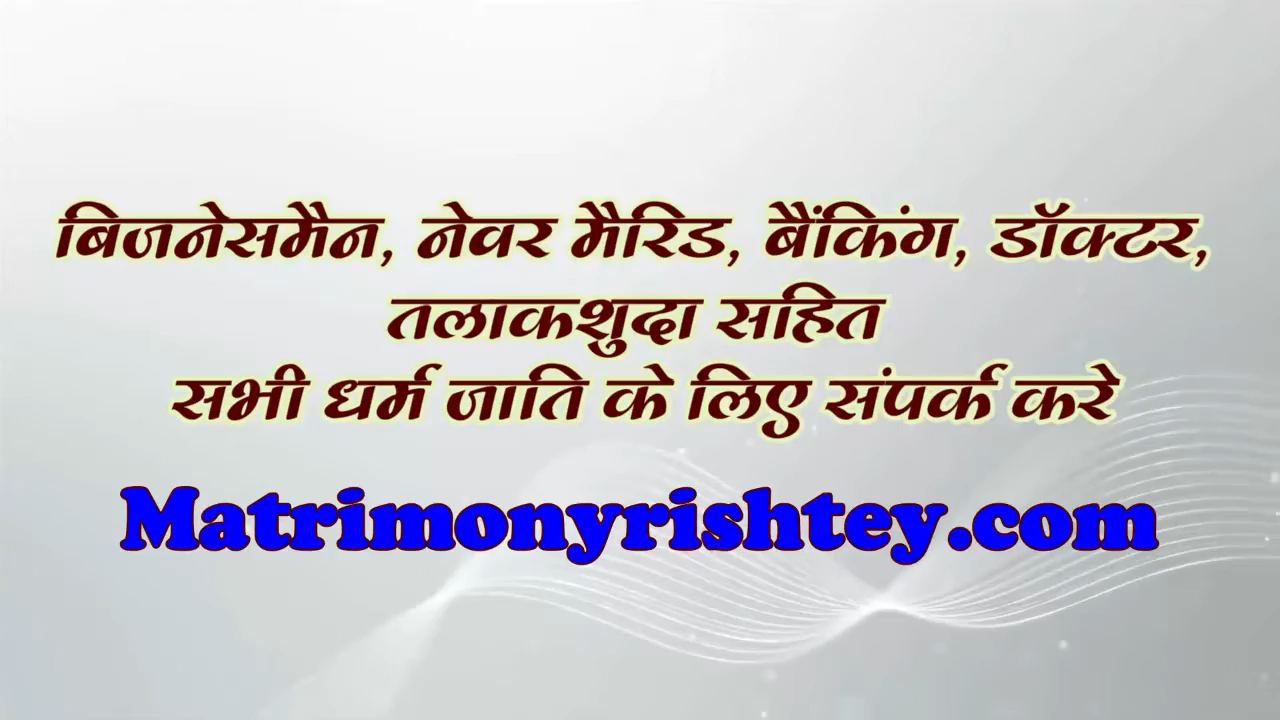 बिजनेसमैन, नेवर मैरिड, बैंकिंग, डॉक्टर,
तलाकशुदा सहित
सभी धर्म जाति के लिए संपर्क करे
Matrimonyrishtey.com